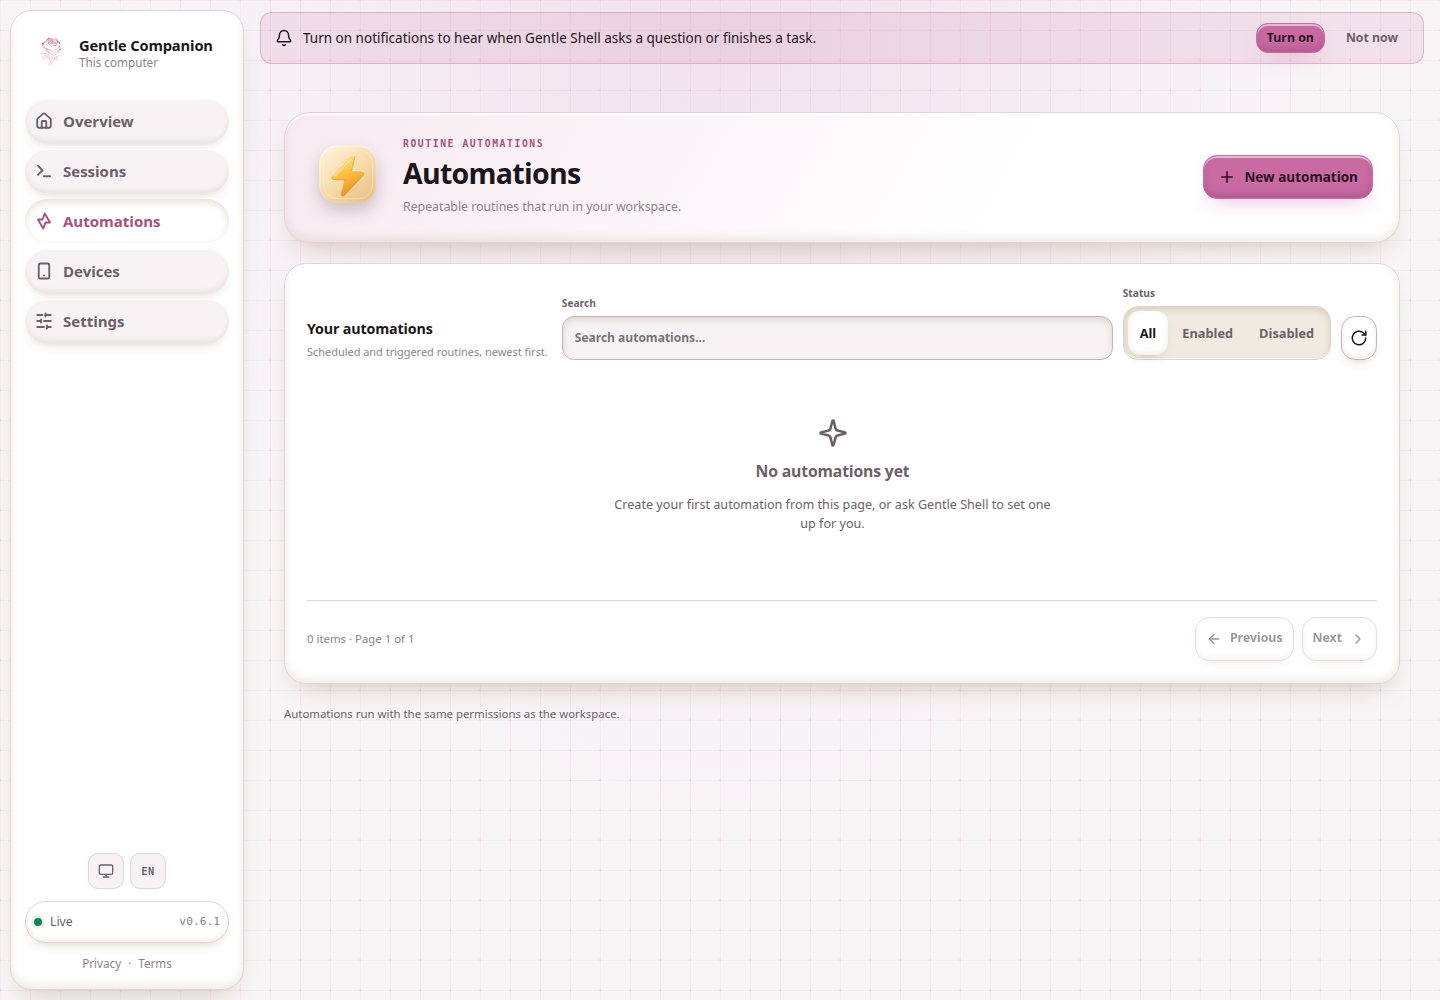 Gentle Companion
This computer
Overview
Sessions
Automations
Devices
Settings
EN
Live
v0.6.1
Privacy · Terms
Turn on notifications to hear when Gentle Shell asks a question or finishes a task.
Turn on
Not now
ROUTINE AUTOMATIONS
Automations
Repeatable routines that run in your workspace.
New automation
Your automations
Scheduled and triggered routines, newest first.
Search
Search automations...
Status
All
Enabled
Disabled
No automations yet
Create your first automation from this page, or ask Gentle Shell to set one
up for you.
0 items · Page 1 of 1
Previous
Next
Automations run with the same permissions as the workspace.